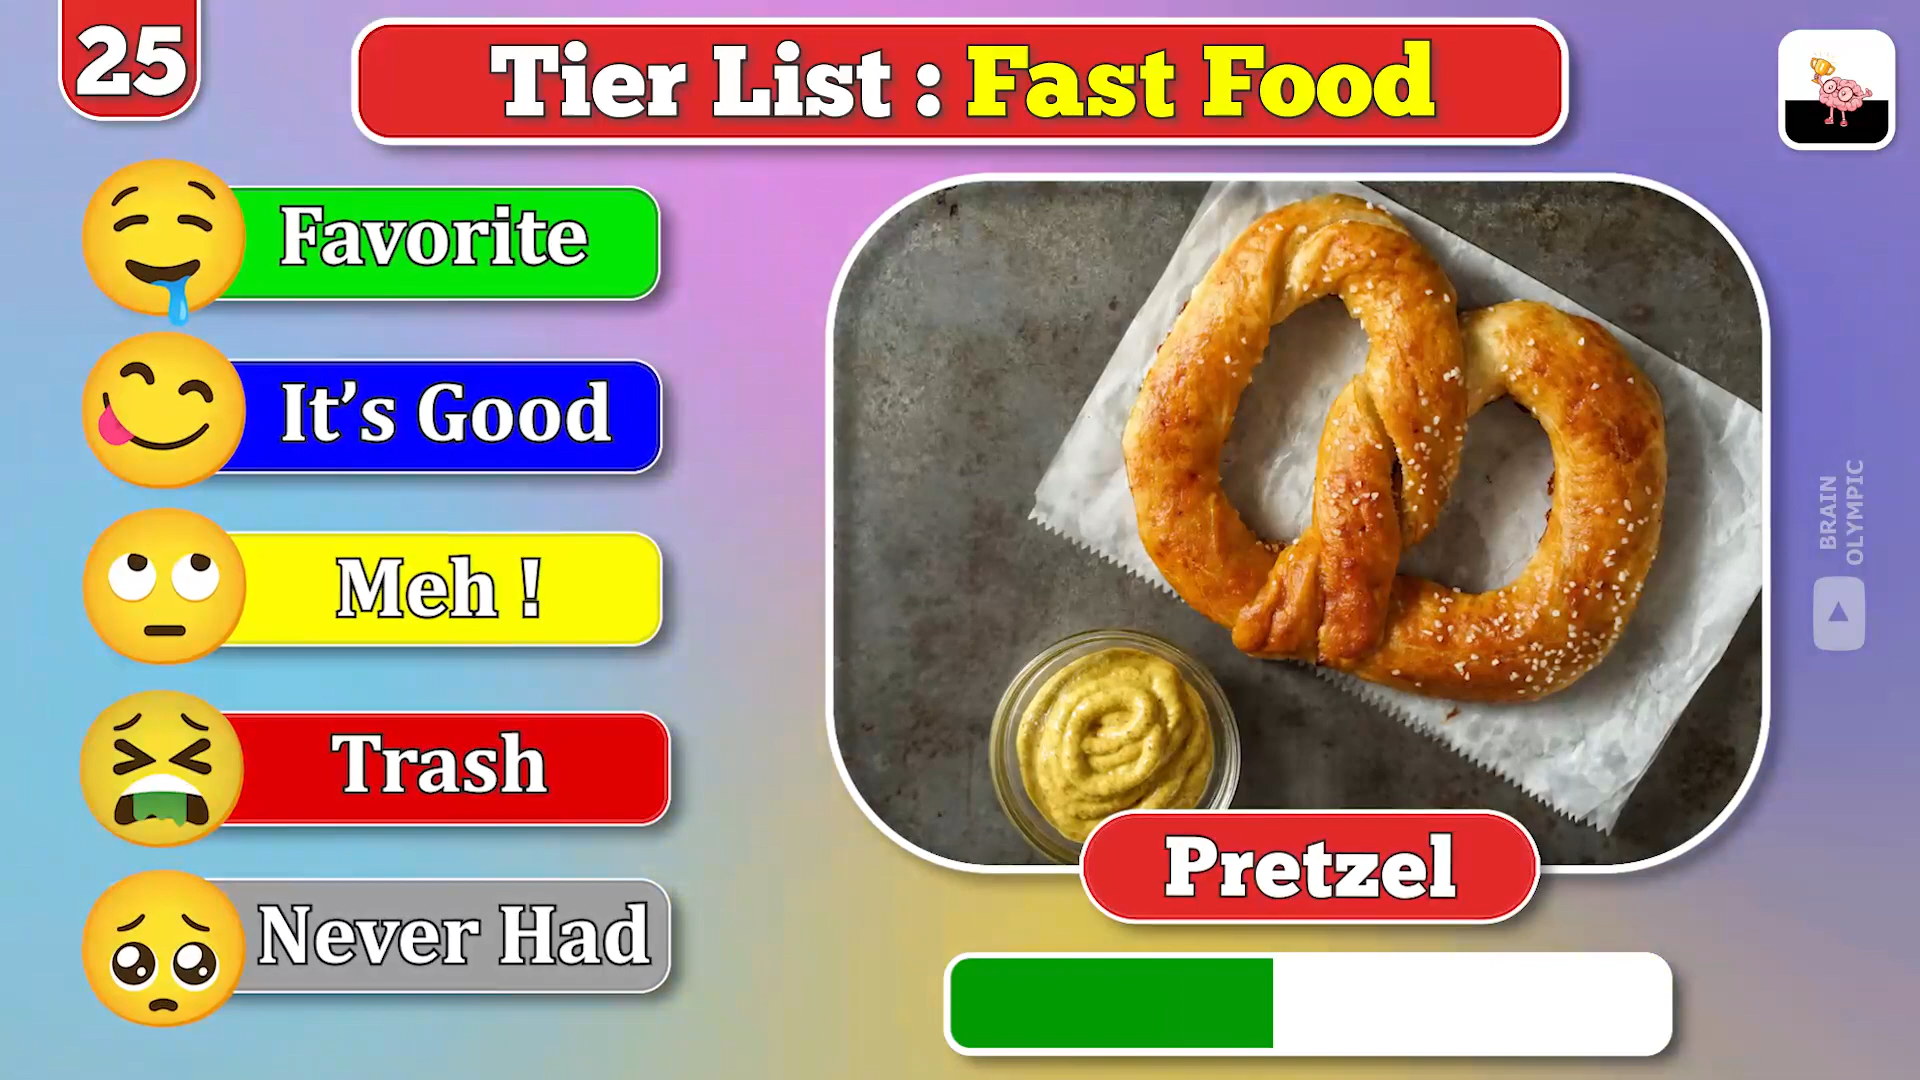 25
Tier List : Fast Food
Favorite
It's Good
Meh !
Trash
Never Had
Pretzel
BRAIN
OLYMPIC